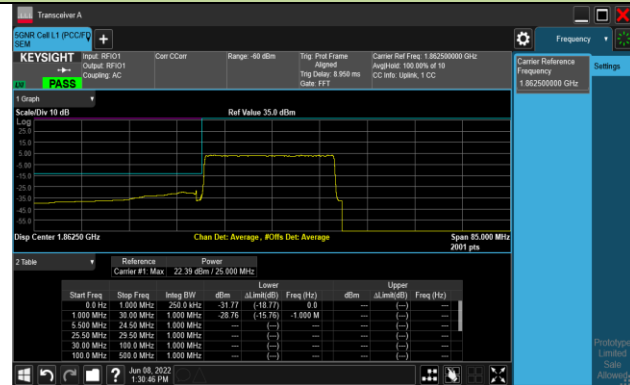 Transceiver A
5GNR Cell L1 (PCC/FD
SEM
Frequency
KEYSIGHT
Input: RFIO1
Output: RFIO1
Coupling: AC
Corr CCorr
Range: -60 dBm
Trig: Prot Frame
Aligned
Trig Delay: 8.950 ms
Gate: FFT
Carrier Ref Freq: 1.862500000 GHz
Avg|Hold: 100.00% of 10
CC Info: Uplink, 1 CC
PASS
Carrier Reference
Frequency
1.862500000 GHz
Settings
1 Graph
Scale/Div 10 dB
Ref Value 35.0 dBm
Log
25.0
15.0
5.00
-5.00
-15.0
-25.0
-35.0
-45.0
-55.0
Disp Center 1.86250 GHz
Chan Det: Average , #Offs Det: Average
Span 85.000 MHz
2001 pts
2 Table
Reference Power
Carrier #1: Max 22.39 dBm / 25.000 MHz
Lower Upper
Start Freq Stop Freq Integ BW dBm ΔLimit(dB) Freq (Hz) dBm ΔLimit(dB) Freq (Hz)
0.0 Hz 1.000 MHz 250.0 kHz -31.77 (-18.77) 0.0 --- (---) ---
1.000 MHz 30.00 MHz 1.000 MHz -28.76 (-15.76) -1.000 M --- (---) ---
5.500 MHz 24.50 MHz 1.000 MHz --- (---) --- --- (---) ---
25.50 MHz 29.50 MHz 1.000 MHz --- (---) --- --- (---) ---
30.00 MHz 100.0 MHz 1.000 MHz --- (---) --- --- (---) ---
100.0 MHz 500.0 MHz 1.000 MHz --- (---) --- --- (---) ---
Jun 08, 2022
1:30:46 PM
Prototype
Limited
Sale
Allowed